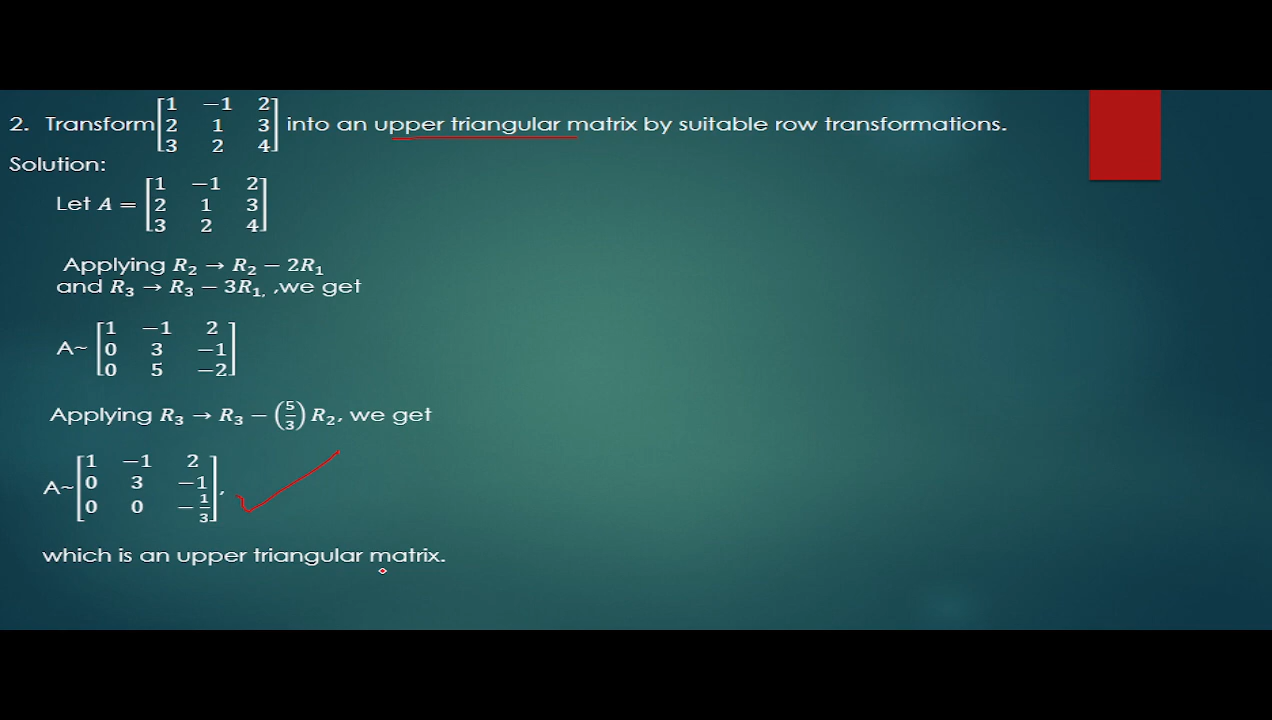 2. Transform [1 −1 2; 2 1 3; 3 2 4] into an upper triangular matrix by suitable row transformations.
Solution:
Let A = [1 −1 2; 2 1 3; 3 2 4]
Applying R₂ → R₂ − 2R₁
and R₃ → R₃ − 3R₁, ,we get
A~ [1 −1 2; 0 3 −1; 0 5 −2]
Applying R₃ → R₃ − (5/3) R₂, we get
A~ [1 −1 2; 0 3 −1; 0 0 −1/3],
which is an upper triangular matrix.